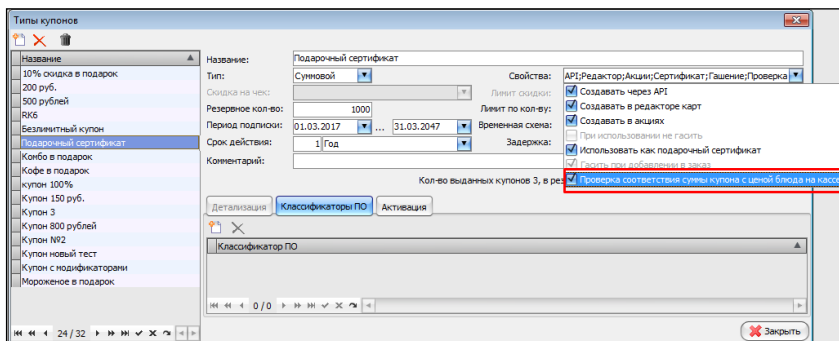 Типы купонов
Название
10% скидка в подарок
200 руб.
500 рублей
RK6
Безлимитный купон
Подарочный сертификат
Комбо в подарок
Кофе в подарок
купон 100%
Купон 150 руб.
Купон 3
Купон 800 рублей
Купон №2
Купон новый тест
Купон с модификаторами
Мороженое в подарок
24 / 32
Название: Подарочный сертификат
Тип: Суммовой Свойства: API;Редактор;Акции;Сертификат;Гашение;Проверка
Скидка на чек: Лимит скидки:
Резервное кол-во: 1000 Лимит по кол-ву:
Период подписки: 01.03.2017 ... 31.03.2047 Временная схема:
Срок действия: 1 Год Задержка:
Комментарий:
Создавать через API
Создавать в редакторе карт
Создавать в акциях
При использовании не гасить
Использовать как подарочный сертификат
Гасить при добавлении в заказ
Проверка соответствия суммы купона с ценой блюда на кассе
Кол-во выданных купонов 3, в рез
Детализация Классификаторы ПО Активация
Классификатор ПО
0 / 0
Закрыть